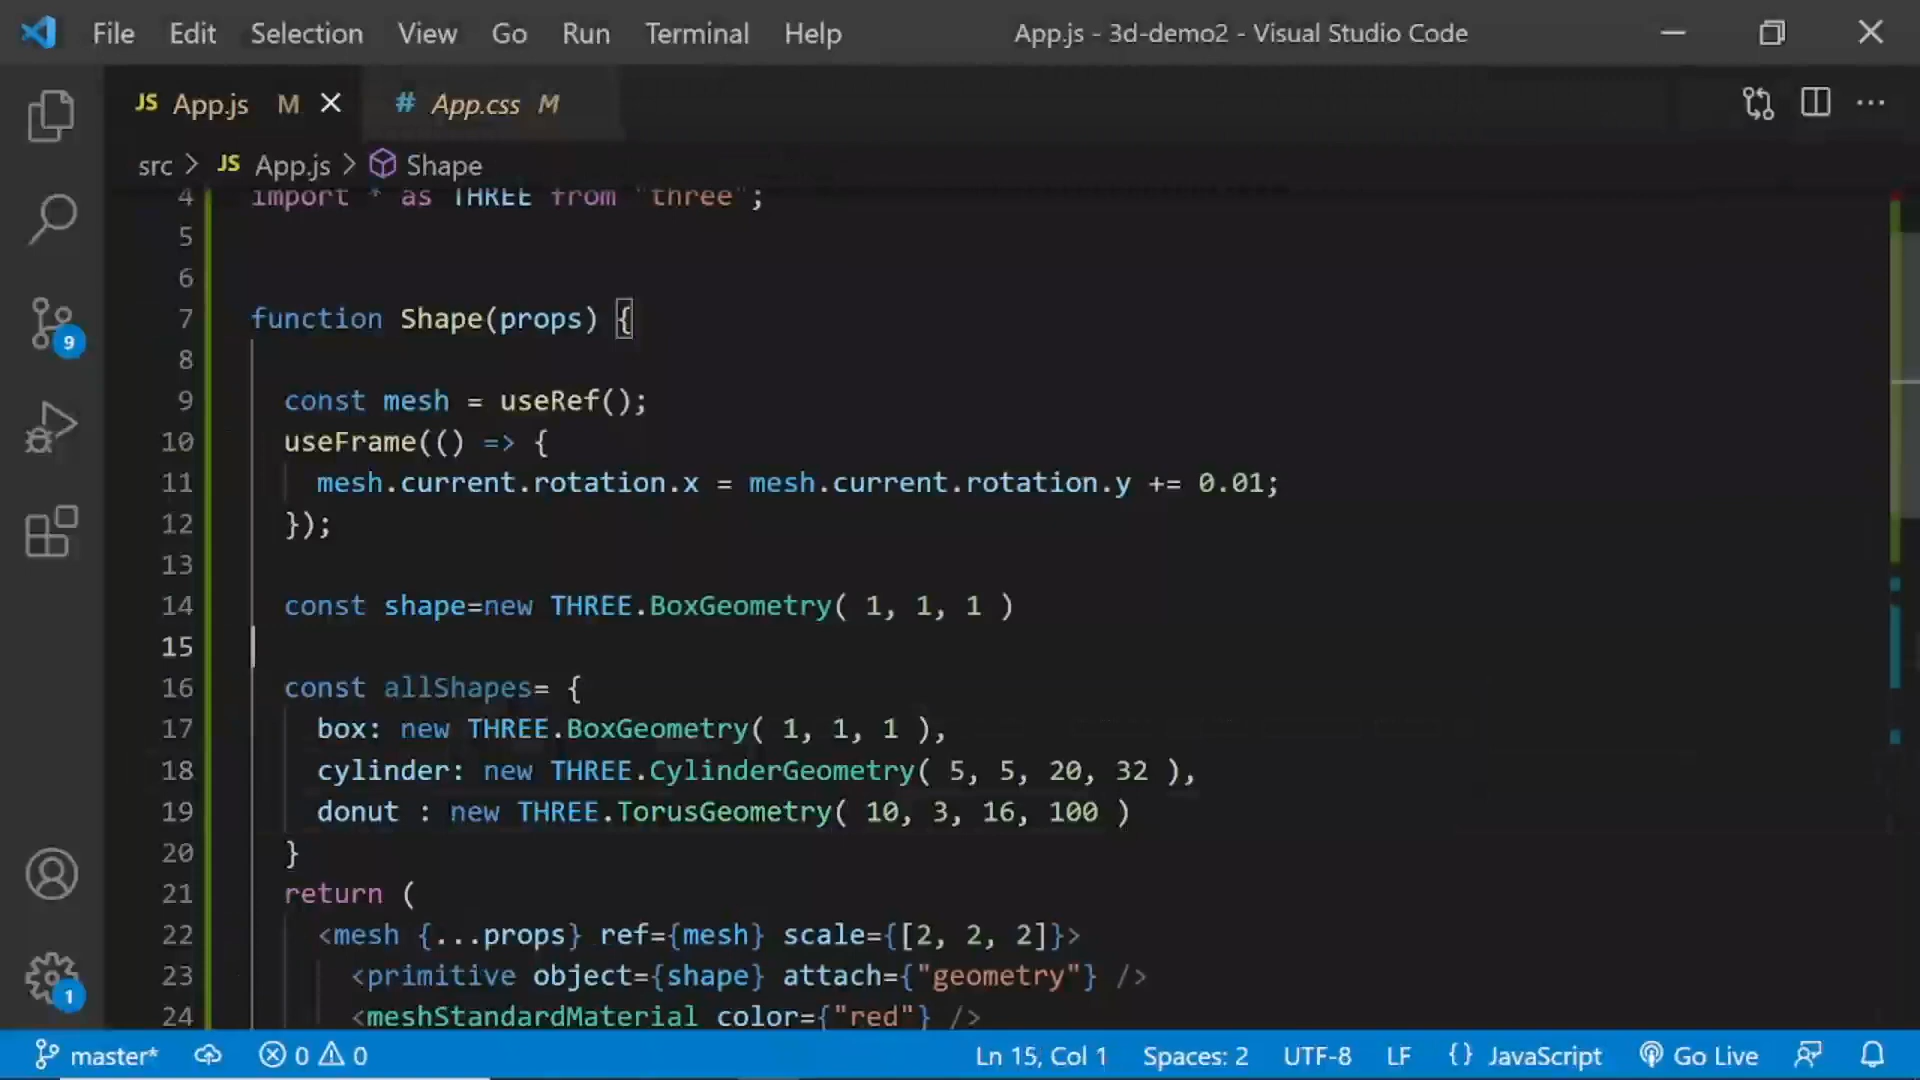 File Edit Selection View Go Run Terminal Help App.js - 3d-demo2 - Visual Studio Code
JS App.js M # App.css M
src > JS App.js > Shape
4 import * as THREE from "three";
5
6
7 function Shape(props) {
8
9 const mesh = useRef();
10 useFrame(() => {
11 mesh.current.rotation.x = mesh.current.rotation.y += 0.01;
12 });
13
14 const shape=new THREE.BoxGeometry( 1, 1, 1 )
15
16 const allShapes= {
17 box: new THREE.BoxGeometry( 1, 1, 1 ),
18 cylinder: new THREE.CylinderGeometry( 5, 5, 20, 32 ),
19 donut : new THREE.TorusGeometry( 10, 3, 16, 100 )
20 }
21 return (
22 <mesh {...props} ref={mesh} scale={[2, 2, 2]}>
23 <primitive object={shape} attach={"geometry"} />
24 <meshStandardMaterial color={"red"} />
9
1
master* 0 0 Ln 15, Col 1 Spaces: 2 UTF-8 LF {} JavaScript Go Live